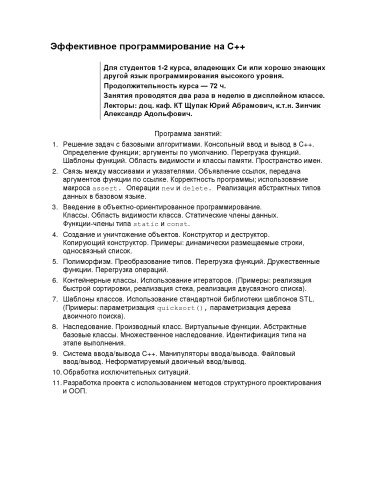 Эффективное программирование на C++
Для студентов 1-2 курса, владеющих Си или хорошо знающих
другой язык программирования высокого уровня.
Продолжительность курса — 72 ч.
Занятия проводятся два раза в неделю в дисплейном классе.
Лекторы: доц. каф. КТ Щупак Юрий Абрамович, к.т.н. Зинчик
Александр Адольфович.
Программа занятий:
1. Решение задач с базовыми алгоритмами. Консольный ввод и вывод в C++.
Определение функции; аргументы по умолчанию. Перегрузка функций.
Шаблоны функций. Область видимости и классы памяти. Пространство имен.
2. Связь между массивами и указателями. Объявление ссылок, передача
аргументов функции по ссылке. Корректность программы; использование
макроса assert. Операции new и delete. Реализация абстрактных типов
данных в базовом языке.
3. Введение в объектно-ориентированное программирование.
Классы. Область видимости класса. Статические члены данных.
Функции-члены типа static и const.
4. Создание и уничтожение объектов. Конструктор и деструктор.
Копирующий конструктор. Примеры: динамически размещаемые строки,
односвязный список.
5. Полиморфизм. Преобразование типов. Перегрузка функций. Дружественные
функции. Перегрузка операций.
6. Контейнерные классы. Использование итераторов. (Примеры: реализация
быстрой сортировки, реализация стека, реализация двусвязного списка).
7. Шаблоны классов. Использование стандартной библиотеки шаблонов STL.
(Примеры: параметризация quicksort(), параметризация дерева
двоичного поиска).
8. Наследование. Производный класс. Виртуальные функции. Абстрактные
базовые классы. Множественное наследование. Идентификация типа на
этапе выполнения.
9. Система ввода/вывода C++. Манипуляторы ввода/вывода. Файловый
ввод/вывод. Неформатируемый двоичный ввод/вывод.
10. Обработка исключительных ситуаций.
11. Разработка проекта с использованием методов структурного проектирования
и ООП.